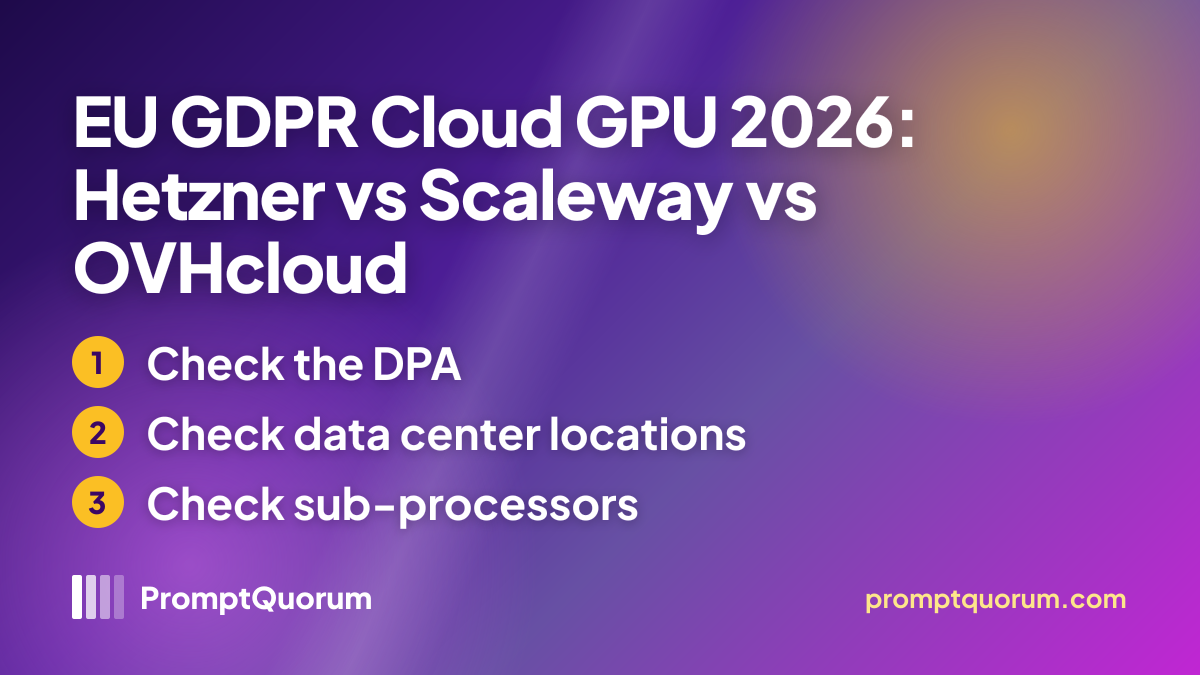 EU GDPR Cloud GPU 2026:
Hetzner vs Scaleway vs
OVHcloud
1 Check the DPA
2 Check data center locations
3 Check sub-processors
PromptQuorum
promptquorum.com